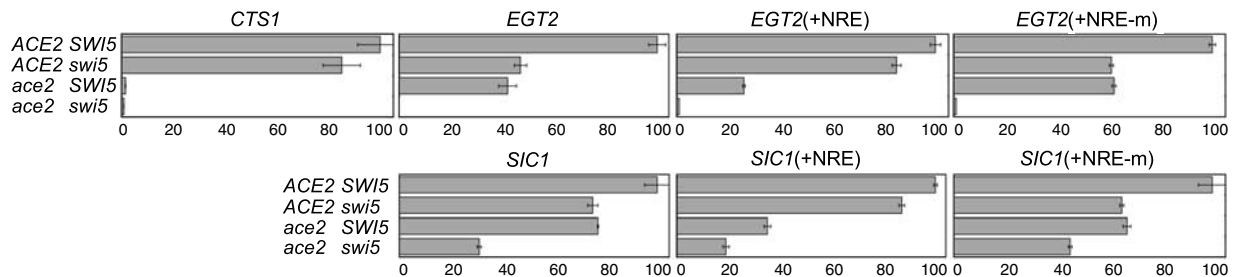 CTS1 EGT2 EGT2(+NRE) EGT2(+NRE-m)
ACE2 SWI5
ACE2 swi5
ace2 SWI5
ace2 swi5
0 20 40 60 80 100 0 20 40 60 80 100 0 20 40 60 80 100 0 20 40 60 80 100
SIC1 SIC1(+NRE) SIC1(+NRE-m)
ACE2 SWI5
ACE2 swi5
ace2 SWI5
ace2 swi5
0 20 40 60 80 100 0 20 40 60 80 100 0 20 40 60 80 100